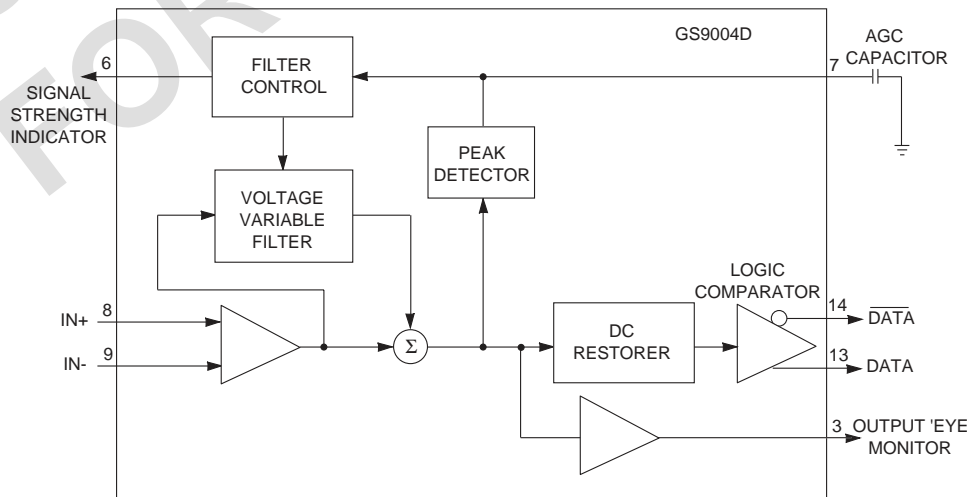 GS9004D
AGC
CAPACITOR
6
7
FILTER
CONTROL
SIGNAL
STRENGTH
INDICATOR
PEAK
DETECTOR
VOLTAGE
VARIABLE
FILTER
LOGIC
COMPARATOR
8
IN+
9
IN-
Σ
DC
RESTORER
14
DATA
13
DATA
3
OUTPUT 'EYE
MONITOR
FOR